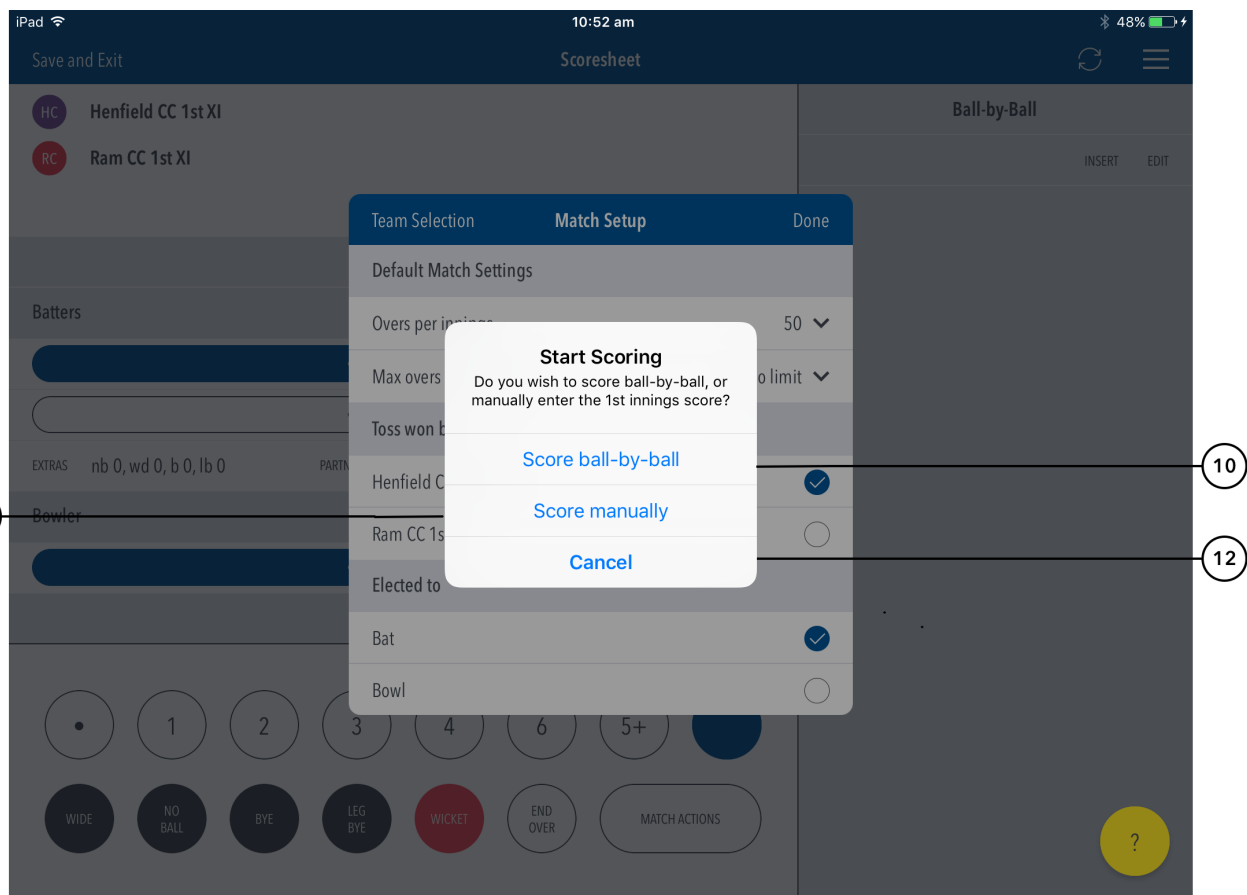 iPad 10:52 am 48%
Save and Exit Scoresheet
HC Henfield CC 1st XI
RC Ram CC 1st XI
Ball-by-Ball
INSERT EDIT
Team Selection Match Setup Done
Default Match Settings
Overs per innings 50
Max overs o limit
Toss won b
Henfield C
Ram CC 1s
Elected to
Bat
Bowl
Start Scoring
Do you wish to score ball-by-ball, or
manually enter the 1st innings score?
Score ball-by-ball
Score manually
Cancel
10
12
Batters
EXTRAS nb 0, wd 0, b 0, lb 0 PARTN
Bowler
• 1 2 3 4 6 5+
WIDE NO BALL BYE LEG BYE WICKET END OVER MATCH ACTIONS
?